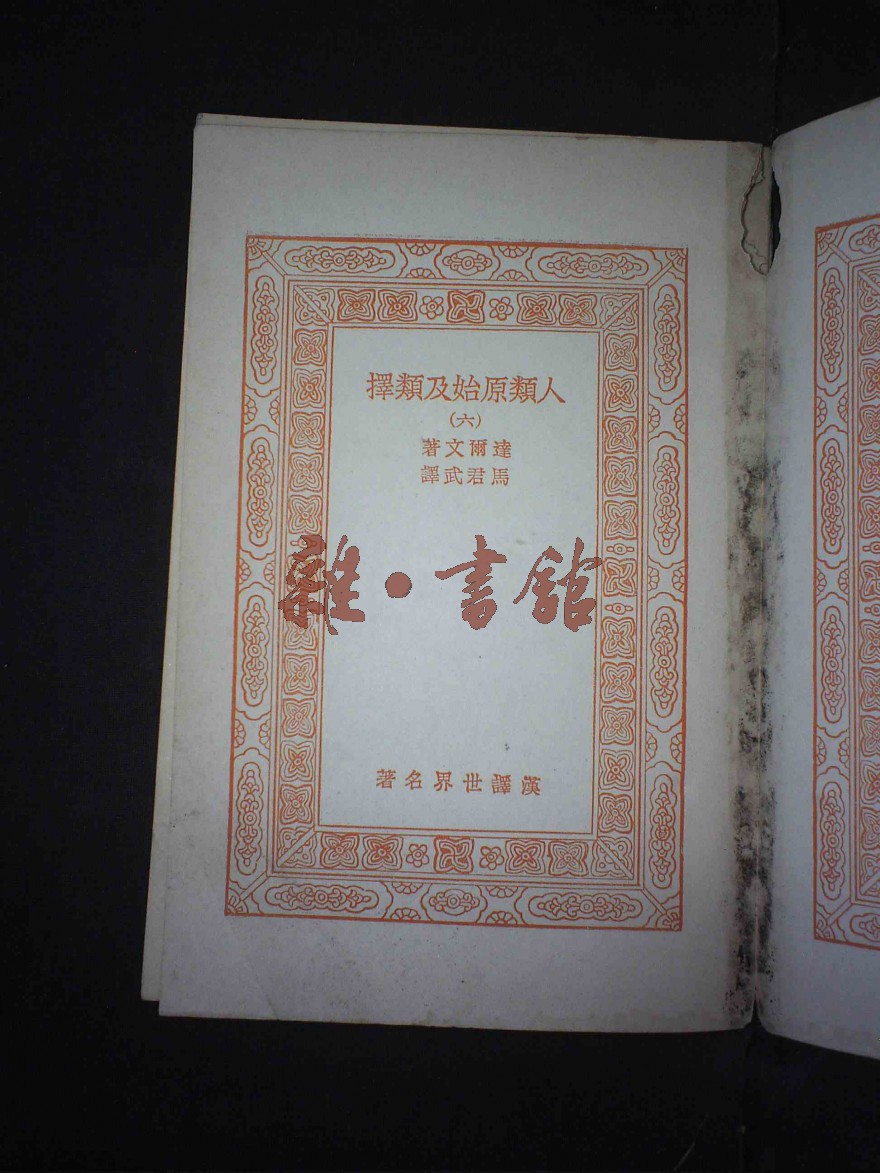 人類原始及類擇
(六)
達爾文著
馬君武譯
雜·書館
漢譯世界名著